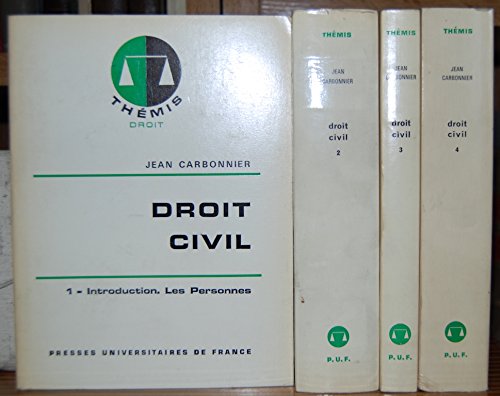 THÉMIS
DROIT
JEAN CARBONNIER
DROIT
CIVIL
1 - Introduction. Les Personnes
PRESSES UNIVERSITAIRES DE FRANCE
THÉMIS
JEAN
CARBONNIER
droit
civil
2
P.U.F.
THÉMIS
JEAN
CARBONNIER
droit
civil
3
P.U.F.
THÉMIS
JEAN
CARBONNIER
droit
civil
4
P.U.F.